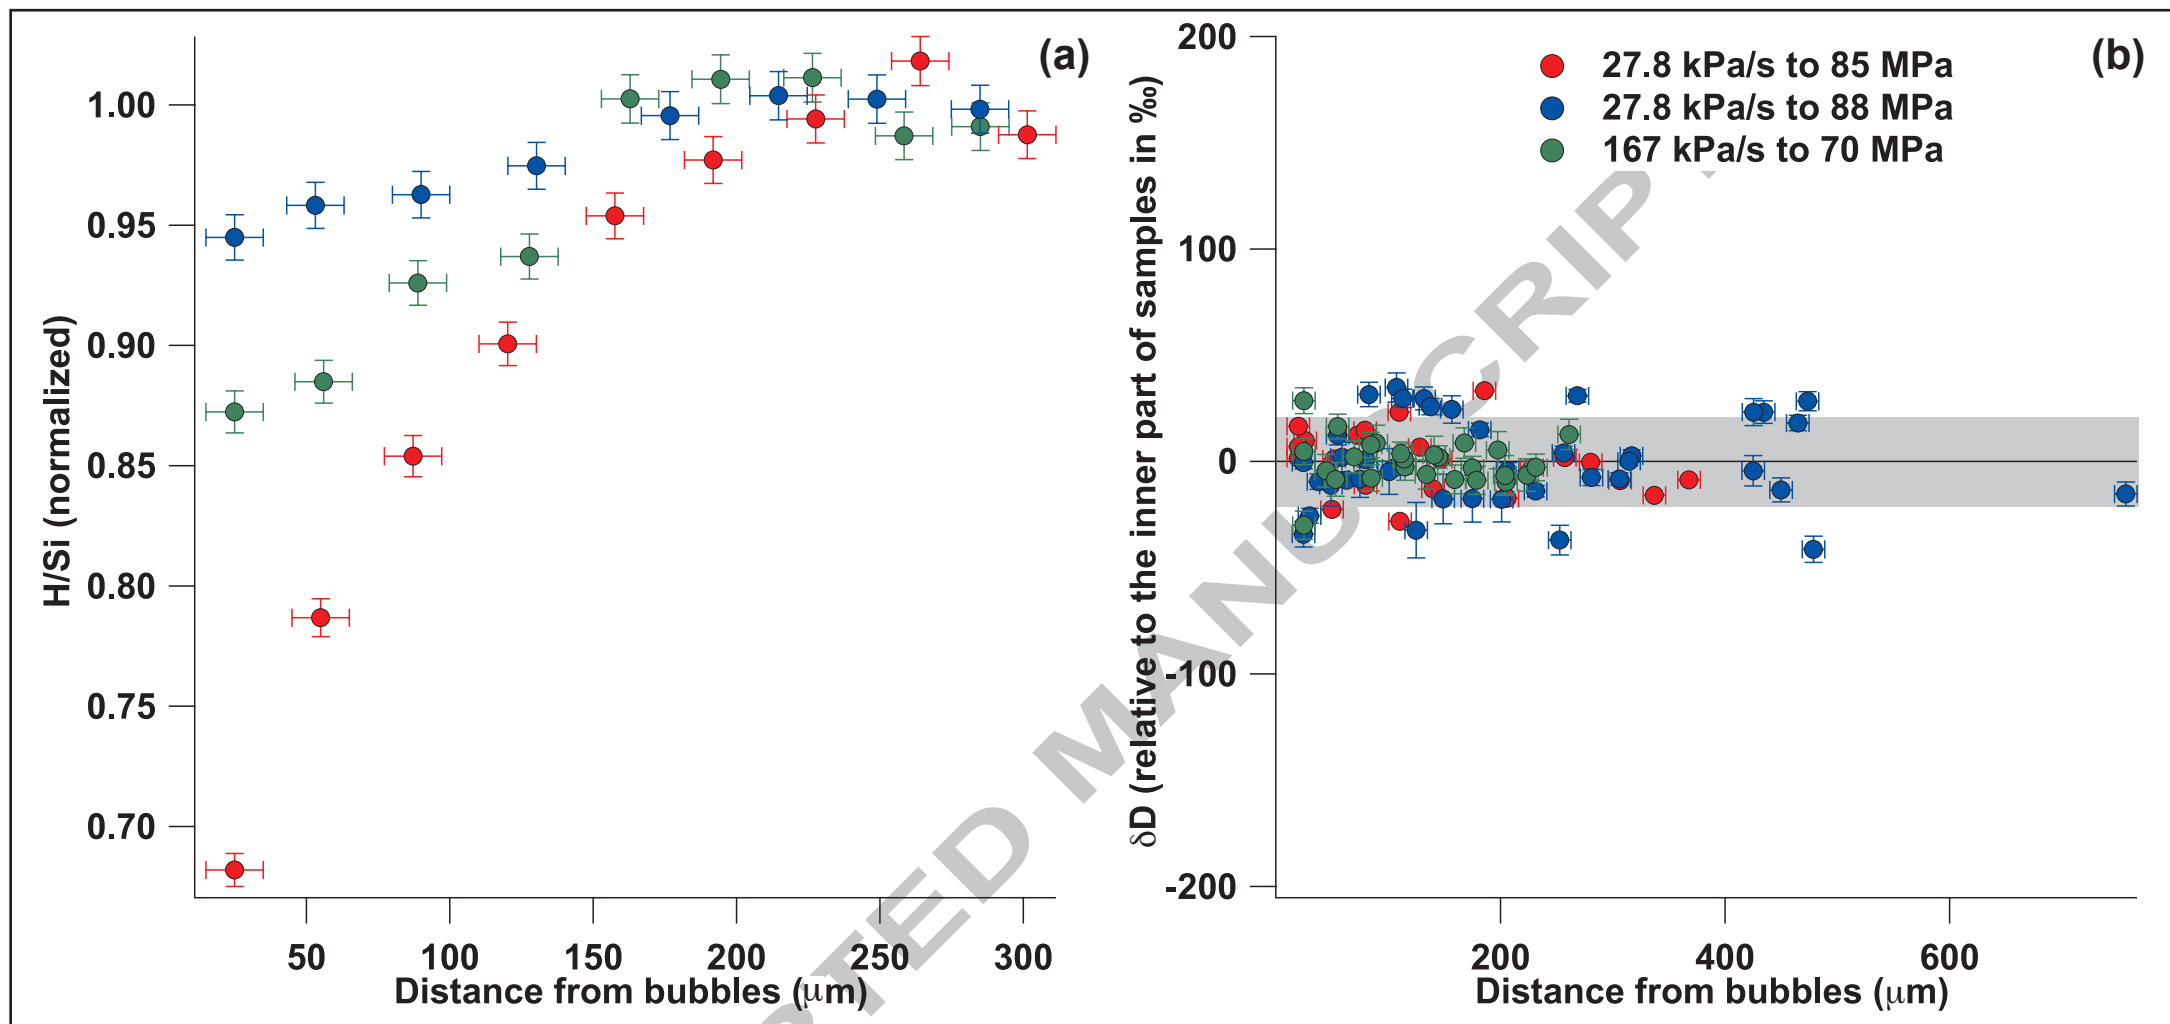 (a)
H/Si (normalized)
1.00
0.95
0.90
0.85
0.80
0.75
0.70
50
100
150
200
250
300
Distance from bubbles (μm)
(b)
27.8 kPa/s to 85 MPa
27.8 kPa/s to 88 MPa
167 kPa/s to 70 MPa
δD (relative to the inner part of samples in ‰)
200
100
0
-100
-200
200
400
600
Distance from bubbles (μm)
PTED MANUSCRIP